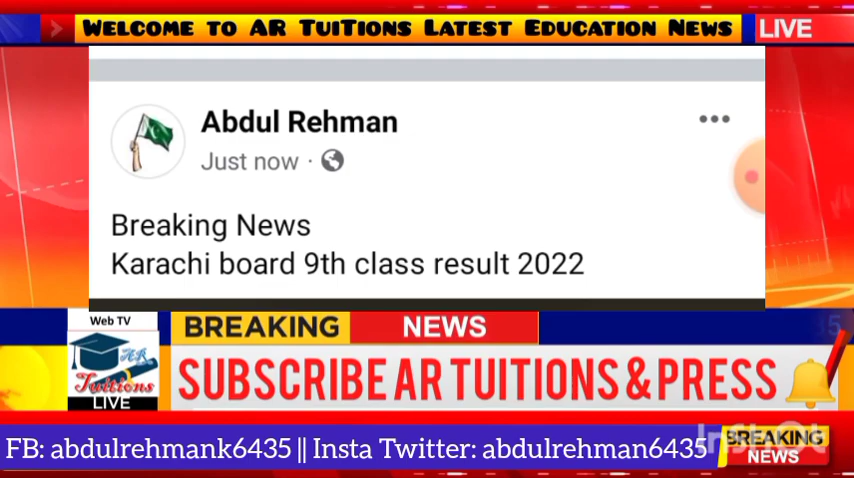 WELCOME TO AR TUITIONS LATEST EDUCATION NEWS
LIVE
Abdul Rehman
Just now ·
Breaking News
Karachi board 9th class result 2022
Web TV
AR
Tuitions
LIVE
BREAKING NEWS
SUBSCRIBE AR TUITIONS & PRESS
FB: abdulrehmank6435 || Insta Twitter: abdulrehman6435
BREAKING
NEWS